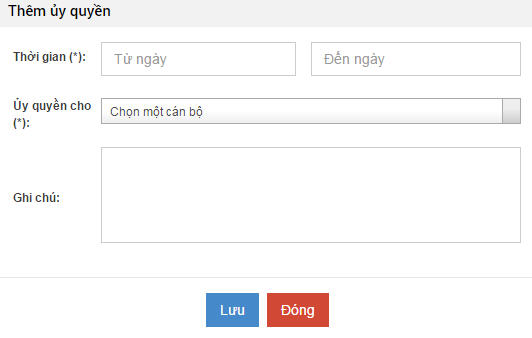 Thêm ủy quyền
Thời gian (*): Từ ngày Đến ngày
Ủy quyền cho
(*): Chọn một cán bộ
Ghi chú:
Lưu Đóng